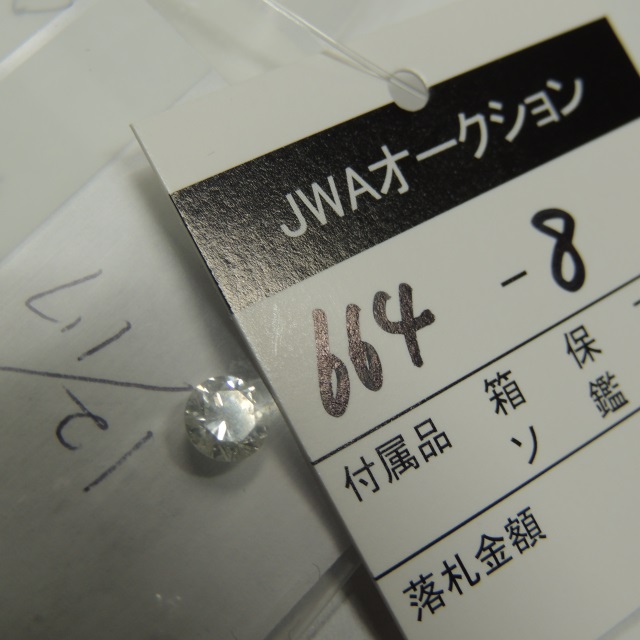 JWAオークション
664 - 8
付属品 箱 保
ソ 鑑
落札金額